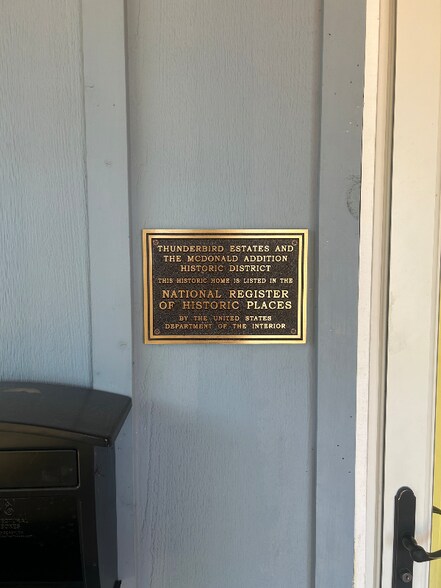 THUNDERBIRD ESTATES AND
THE MCDONALD ADDITION
HISTORIC DISTRICT
THIS HISTORIC HOME IS LISTED IN THE
NATIONAL REGISTER
OF HISTORIC PLACES
BY THE UNITED STATES
DEPARTMENT OF THE INTERIOR